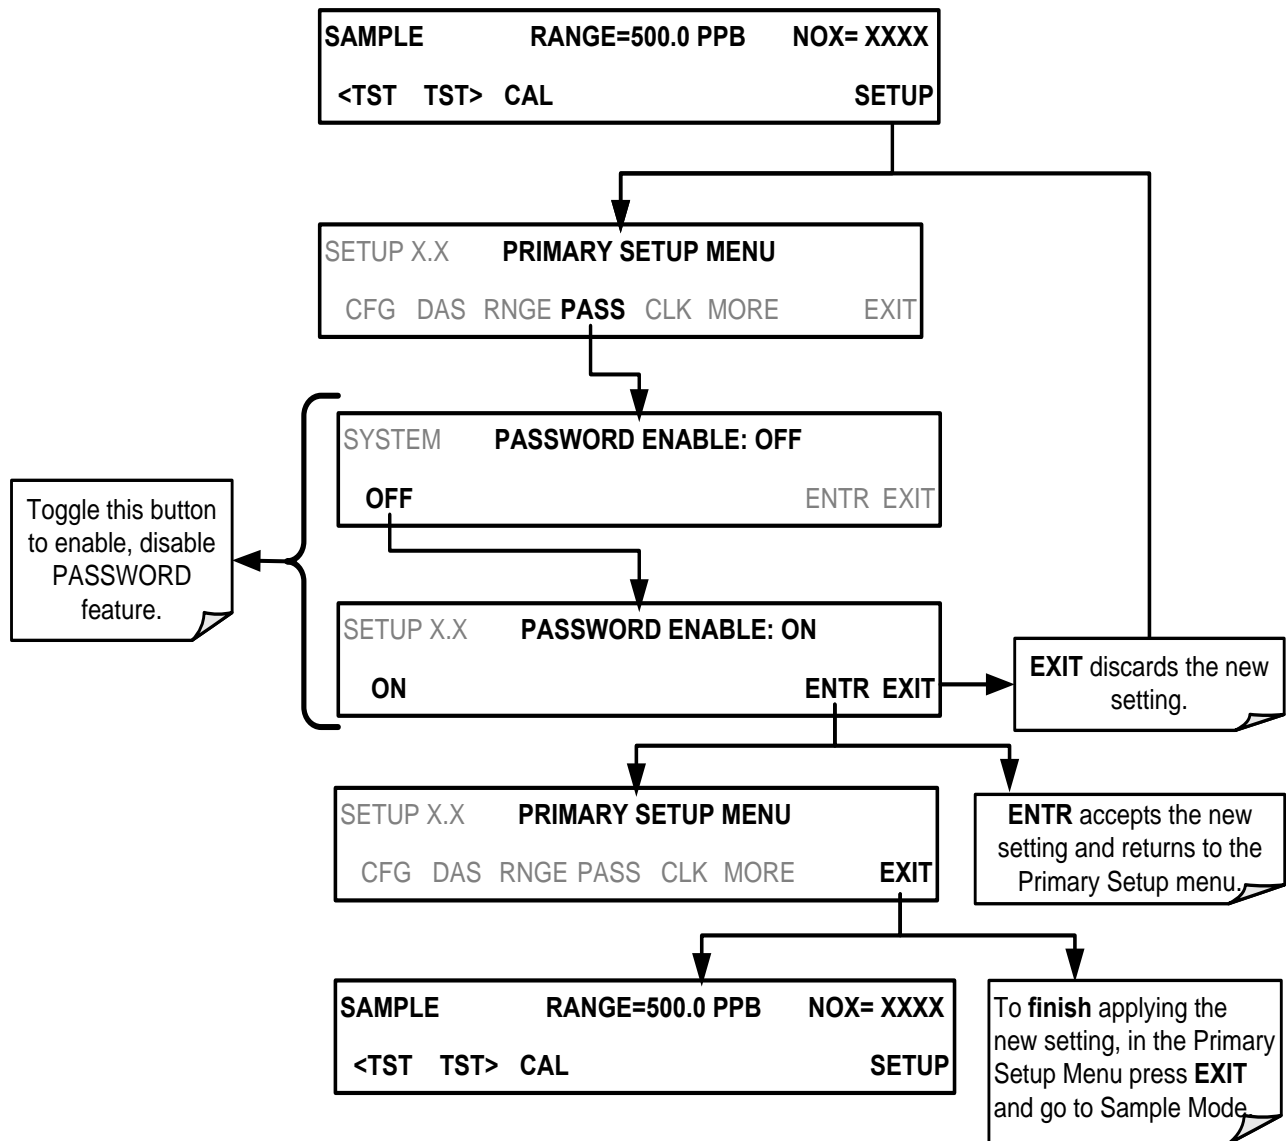 SAMPLE RANGE=500.0 PPB NOX= XXXX
<TST TST> CAL SETUP
SETUP X.X PRIMARY SETUP MENU
CFG DAS RNGE PASS CLK MORE EXIT
SYSTEM PASSWORD ENABLE: OFF
OFF ENTR EXIT
Toggle this button
to enable, disable
PASSWORD
feature.
SETUP X.X PASSWORD ENABLE: ON
ON ENTR EXIT
EXIT discards the new
setting.
SETUP X.X PRIMARY SETUP MENU
CFG DAS RNGE PASS CLK MORE EXIT
ENTR accepts the new
setting and returns to the
Primary Setup menu.
SAMPLE RANGE=500.0 PPB NOX= XXXX
<TST TST> CAL SETUP
To finish applying the
new setting, in the Primary
Setup Menu press EXIT
and go to Sample Mode.